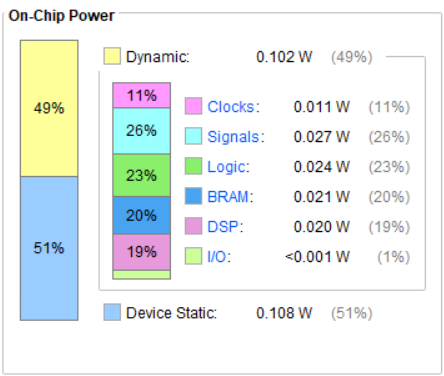 On-Chip Power
49%
51%
Dynamic: 0.102 W (49%)
11%
26%
23%
20%
19%
Clocks: 0.011 W (11%)
Signals: 0.027 W (26%)
Logic: 0.024 W (23%)
BRAM: 0.021 W (20%)
DSP: 0.020 W (19%)
I/O: <0.001 W (1%)
Device Static: 0.108 W (51%)